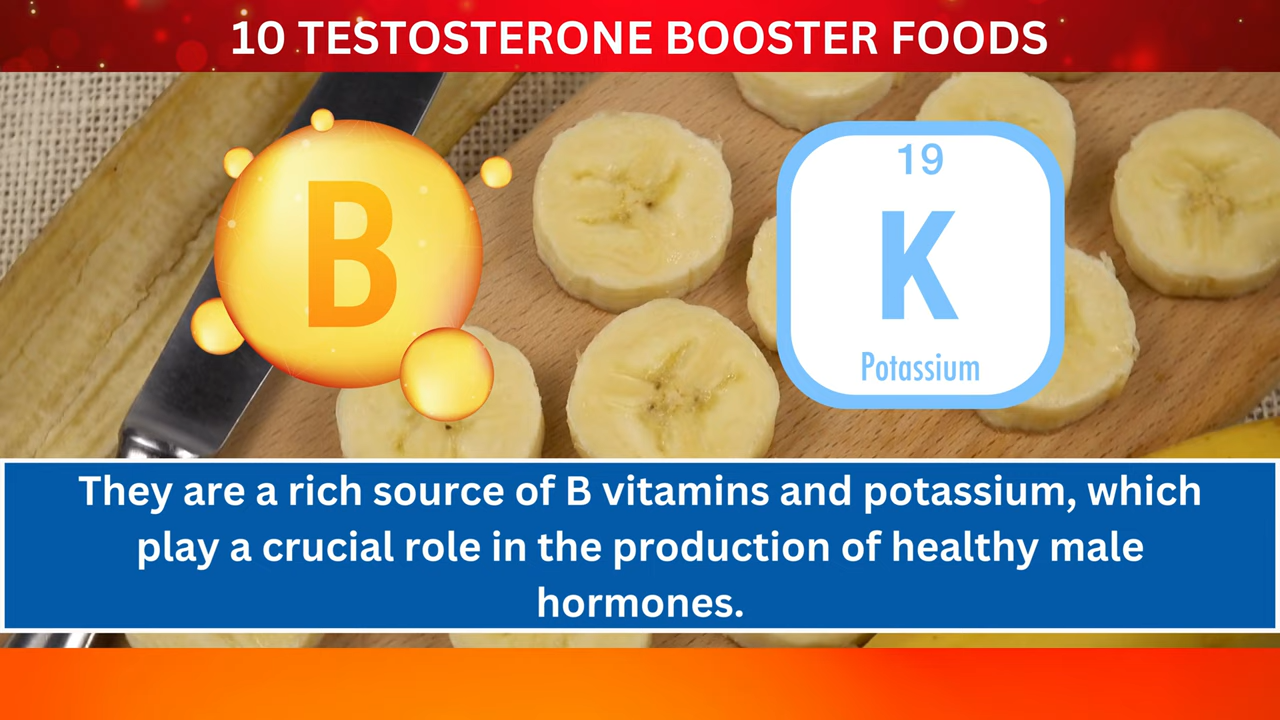 10 TESTOSTERONE BOOSTER FOODS
B
19
K
Potassium
They are a rich source of B vitamins and potassium, which
play a crucial role in the production of healthy male
hormones.